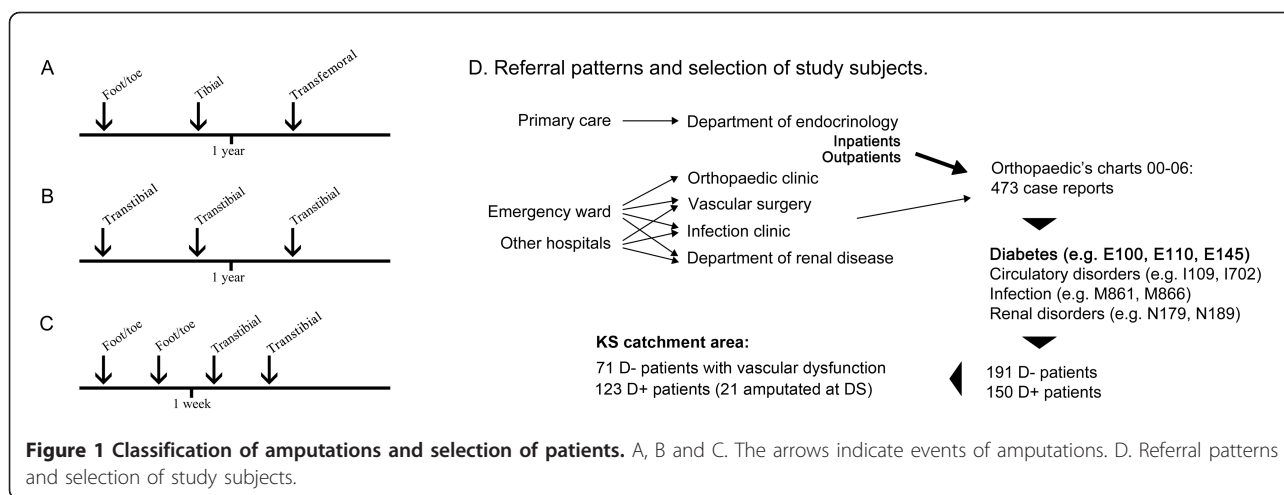 A
Foot/toe
Tibial
Transfemoral
1 year
B
Transtibial
Transtibial
Transtibial
1 year
C
Foot/toe
Foot/toe
Transtibial
Transtibial
1 week
D. Referral patterns and selection of study subjects.
Primary care
Department of endocrinology
Inpatients
Outpatients
Emergency ward
Other hospitals
Orthopaedic clinic
Vascular surgery
Infection clinic
Department of renal disease
Orthopaedic's charts 00-06:
473 case reports
Diabetes (e.g. E100, E110, E145)
Circulatory disorders (e.g. I109, I702)
Infection (e.g. M861, M866)
Renal disorders (e.g. N179, N189)
191 D- patients
150 D+ patients
KS catchment area:
71 D- patients with vascular dysfunction
123 D+ patients (21 amputated at DS)
Figure 1 Classification of amputations and selection of patients. A, B and C. The arrows indicate events of amputations. D. Referral patterns
and selection of study subjects.